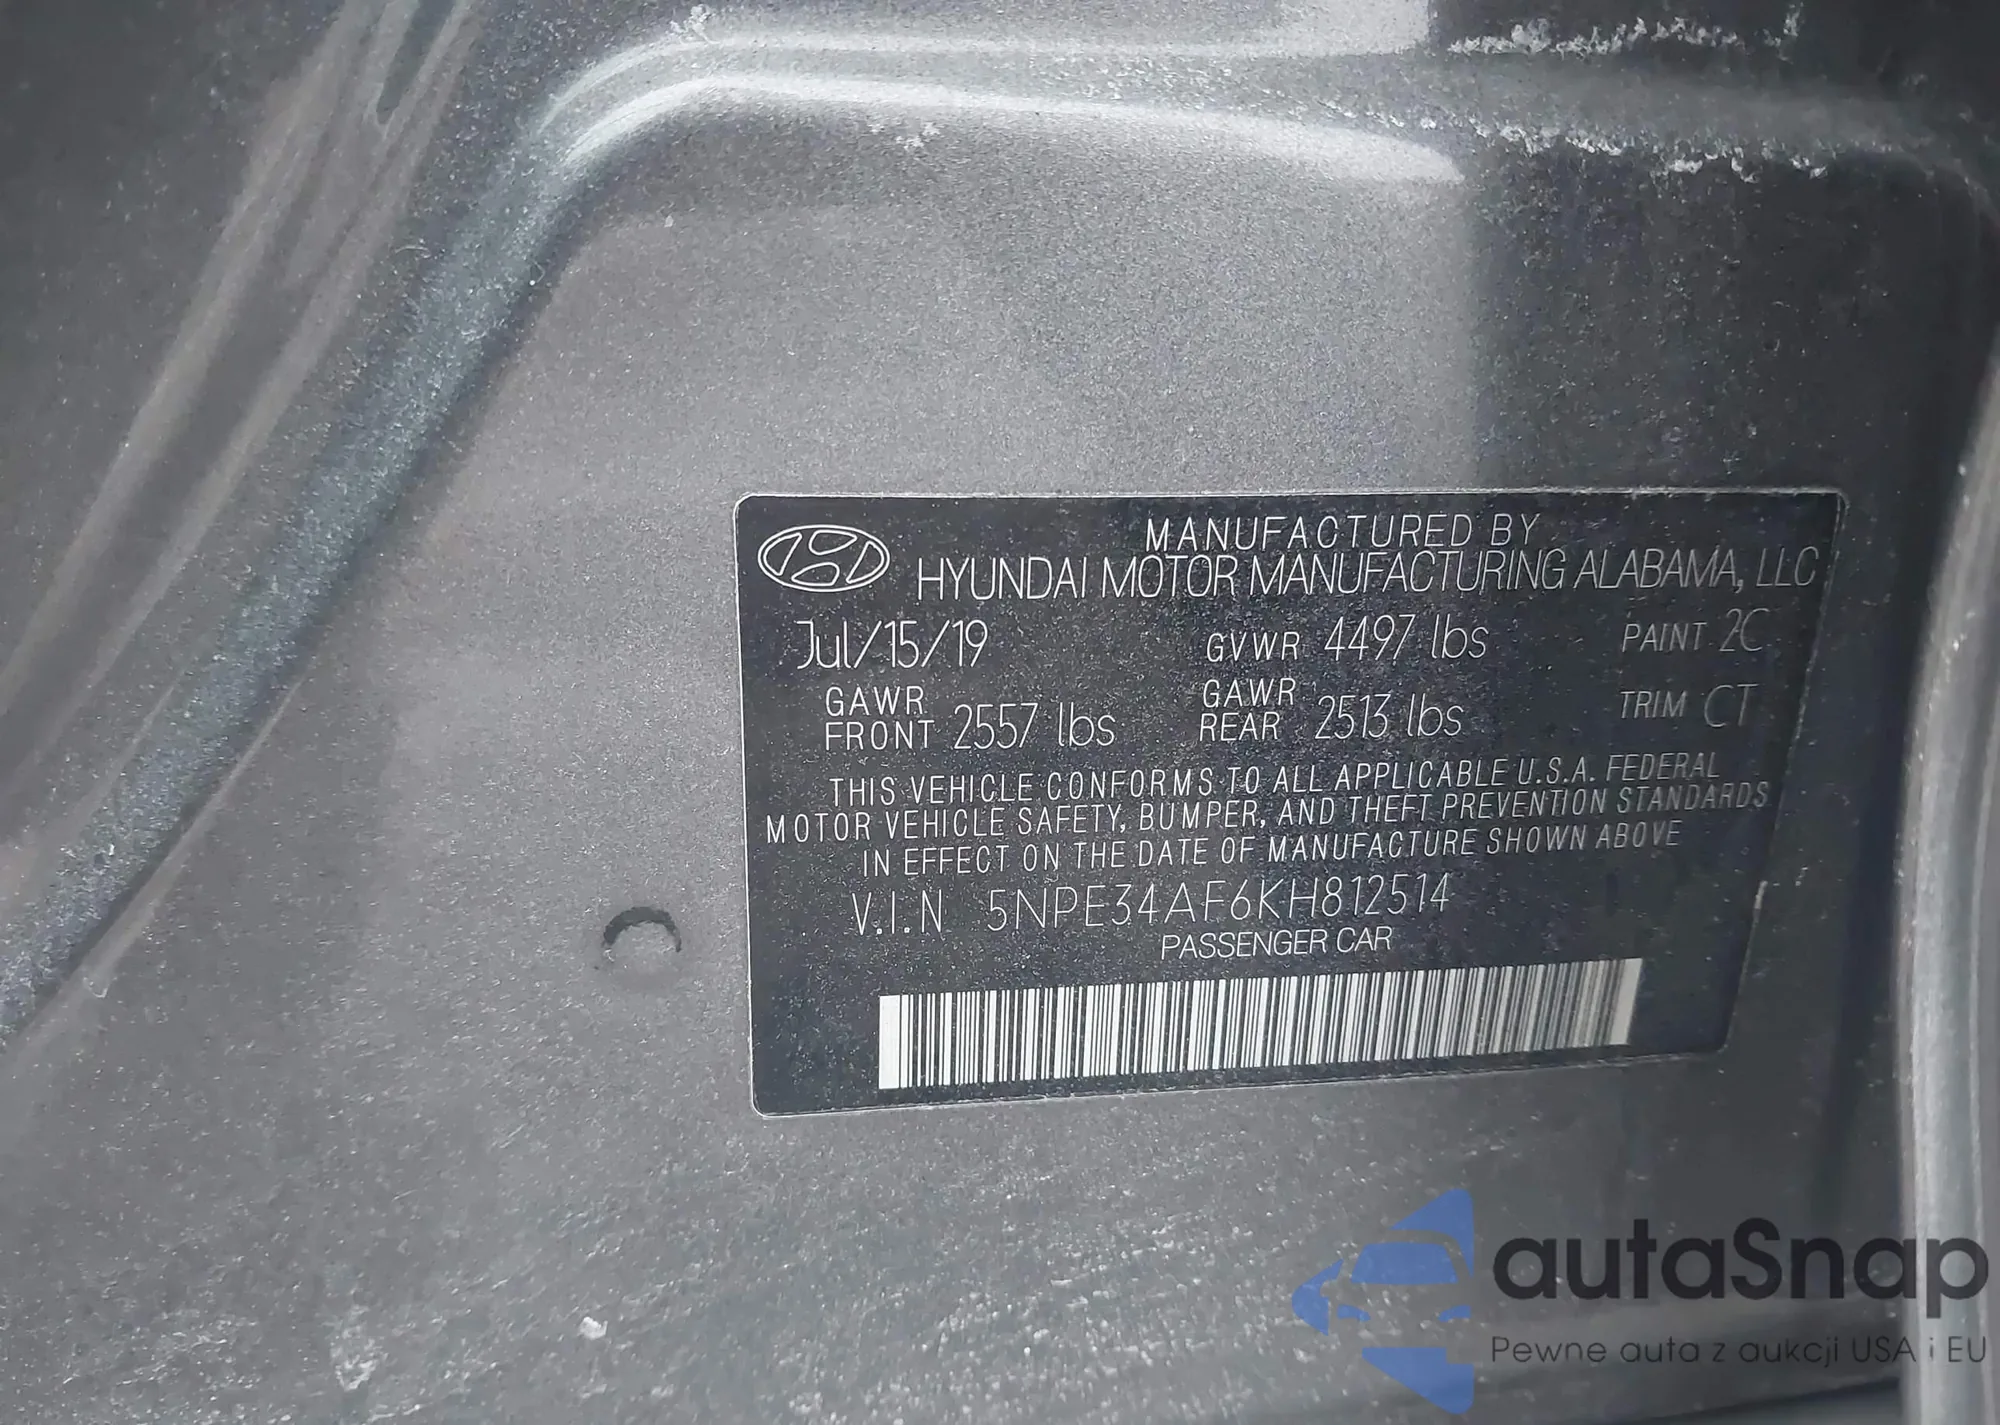 MANUFACTURED BY
HYUNDAI MOTOR MANUFACTURING ALABAMA, LLC
Jul/15/19 GVWR 4497 lbs PAINT 2C
GAWR FRONT 2557 lbs GAWR REAR 2513 lbs TRIM CT
THIS VEHICLE CONFORMS TO ALL APPLICABLE U.S.A. FEDERAL
MOTOR VEHICLE SAFETY, BUMPER, AND THEFT PREVENTION STANDARDS
IN EFFECT ON THE DATE OF MANUFACTURE SHOWN ABOVE
V.I.N 5NPE34AF6KH812514
PASSENGER CAR
autaSnap
Pewne auta z aukcji USA i EU